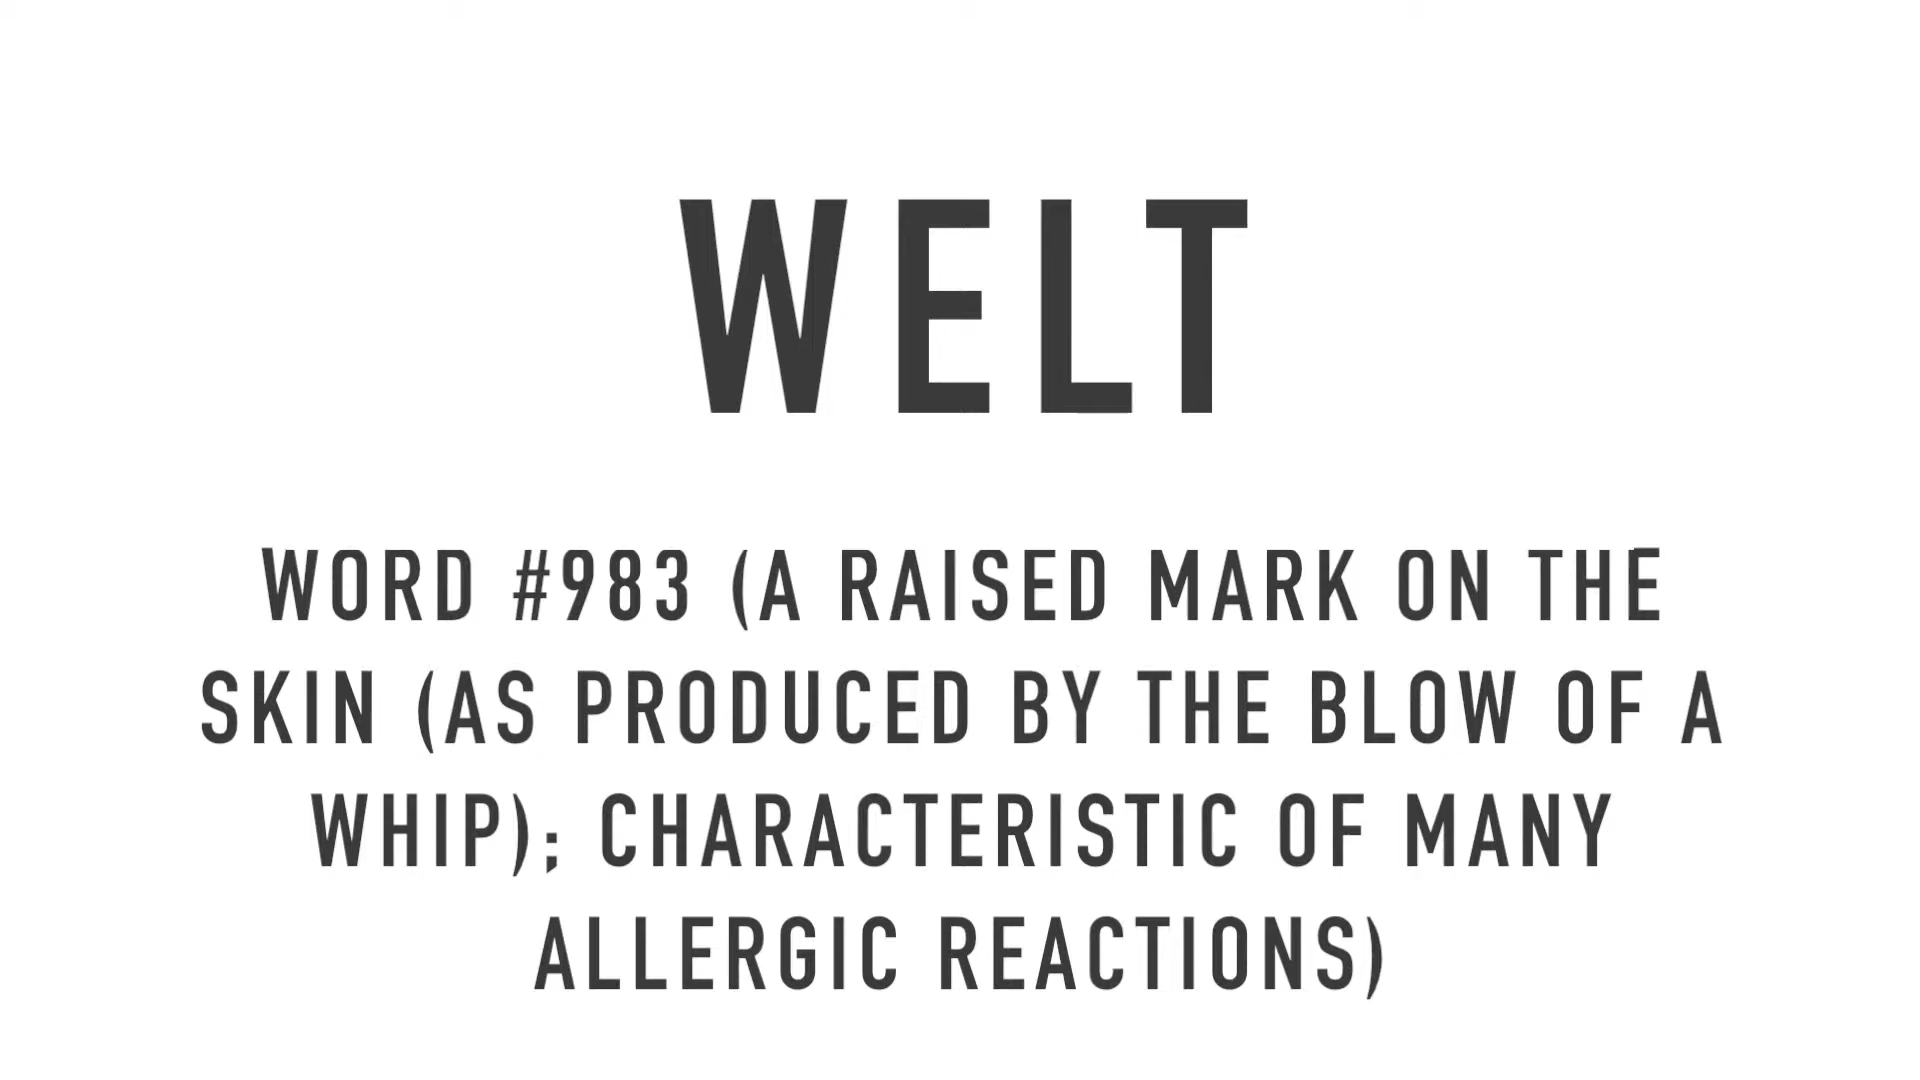 WELT
WORD #983 (A RAISED MARK ON THE
SKIN (AS PRODUCED BY THE BLOW OF A
WHIP); CHARACTERISTIC OF MANY
ALLERGIC REACTIONS)